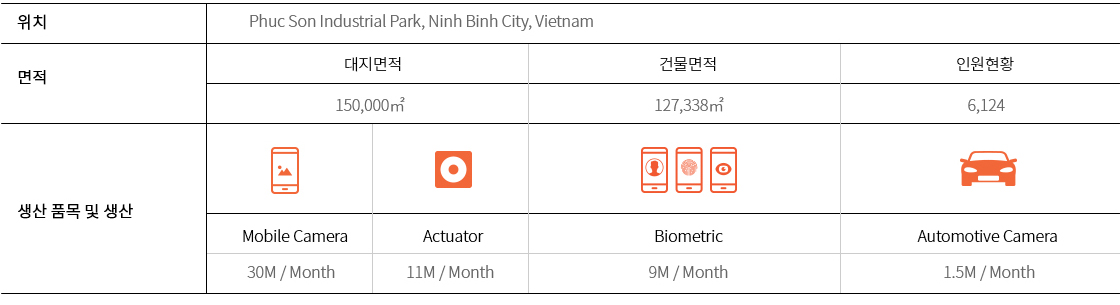 위치
Phuc Son Industrial Park, Ninh Binh City, Vietnam
면적
대지면적 건물면적 인원현황
150,000㎡ 127,338㎡ 6,124
생산 품목 및 생산
Mobile Camera Actuator Biometric Automotive Camera
30M / Month 11M / Month 9M / Month 1.5M / Month